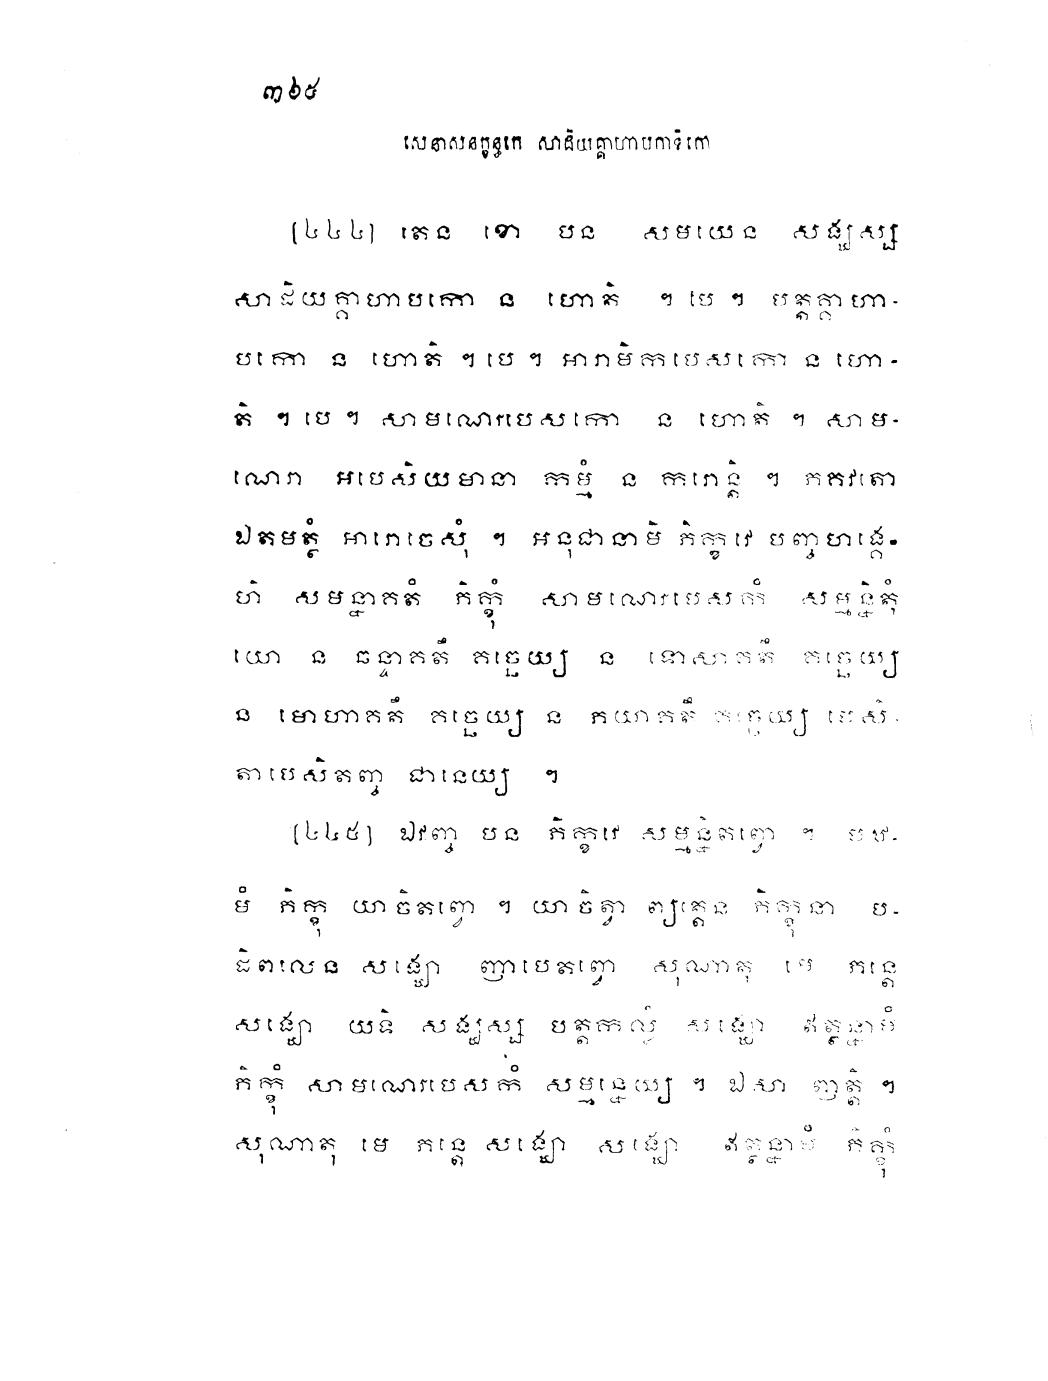 ៣៦៥
សេនាសនក្ខន្ធកេ សាដិយគ្គាហាបកាទិកោ
(៤៤៤) តេន ខោ បន សមយេន សង្ឃស្ស
សាដិយគ្គាហាបកោ ន ហោតិ ។ បេ ។ បត្តគ្គាហា-
បកោ ន ហោតិ ។ បេ ។ អារាមិកបេសកោ ន ហោ-
តិ ។ បេ ។ សាមណេរបេសកោ ន ហោតិ ។ សាម-
ណេរា អបេសិយមានា កម្មំ ន ករោន្តិ ។ ភគវតោ
ឯតមត្ថំ អារោចេសុំ ។ អនុជានាមិ ភិក្ខវេ បញ្ចហង្គេ-
ហិ សមន្នាគតំ ភិក្ខុំ សាមណេរបេសកំ សម្មន្និតុំ
យោ ន ឆន្ទាគតឹ គច្ឆេយ្យ ន ទោសាគតឹ គច្ឆេយ្យ
ន មោហាគតឹ គច្ឆេយ្យ ន ភយាគតឹ គច្ឆេយ្យ បេសិ-
តាបេសិតញ្ច ជានេយ្យ ។
(៤៤៥) ឯវញ្ច បន ភិក្ខវេ សម្មន្និតព្វោ ។ បឋ-
មំ ភិក្ខុ យាចិតព្វោ ។ យាចិត្វា ព្យត្តេន ភិក្ខុនា ប-
ដិពលេន សង្ឃោ ញាបេតព្វោ សុណាតុ មេ ភន្តេ
សង្ឃោ យទិ សង្ឃស្ស បត្តកល្លំ សង្ឃោ ឥត្ថន្នាមំ
ភិក្ខុំ សាមណេរបេសកំ សម្មន្នេយ្យ ។ ឯសា ញត្តិ ។
សុណាតុ មេ ភន្តេ សង្ឃោ សង្ឃោ ឥត្ថន្នាមំ ភិក្ខុំ